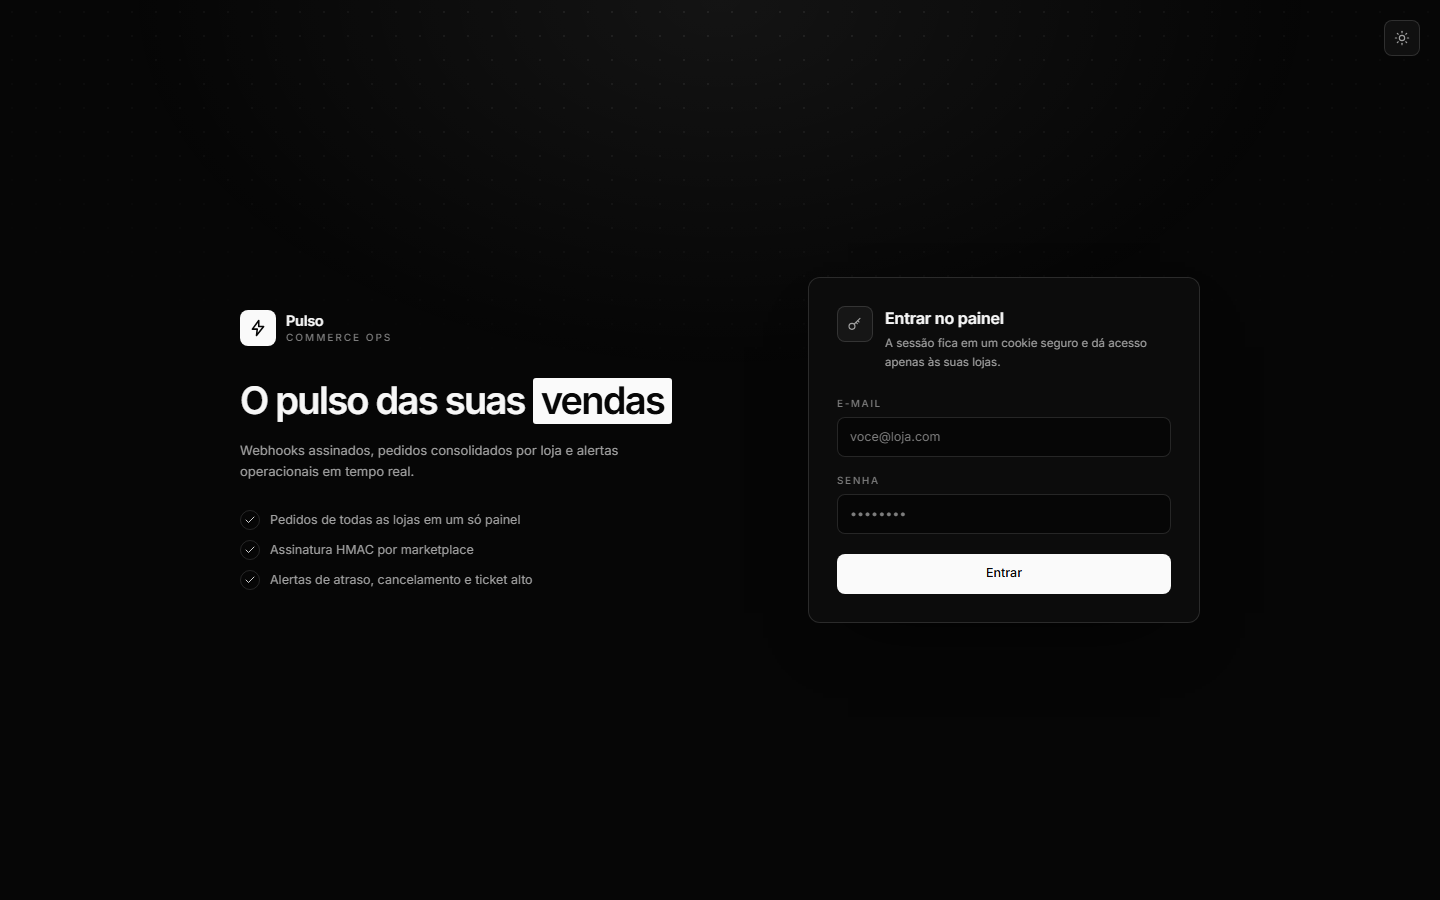 Pulso
COMMERCE OPS
O pulso das suas vendas
Webhooks assinados, pedidos consolidados por loja e alertas
operacionais em tempo real.
Pedidos de todas as lojas em um só painel
Assinatura HMAC por marketplace
Alertas de atraso, cancelamento e ticket alto
Entrar no painel
A sessão fica em um cookie seguro e dá acesso
apenas às suas lojas.
E-MAIL
voce@loja.com
SENHA
••••••••
Entrar